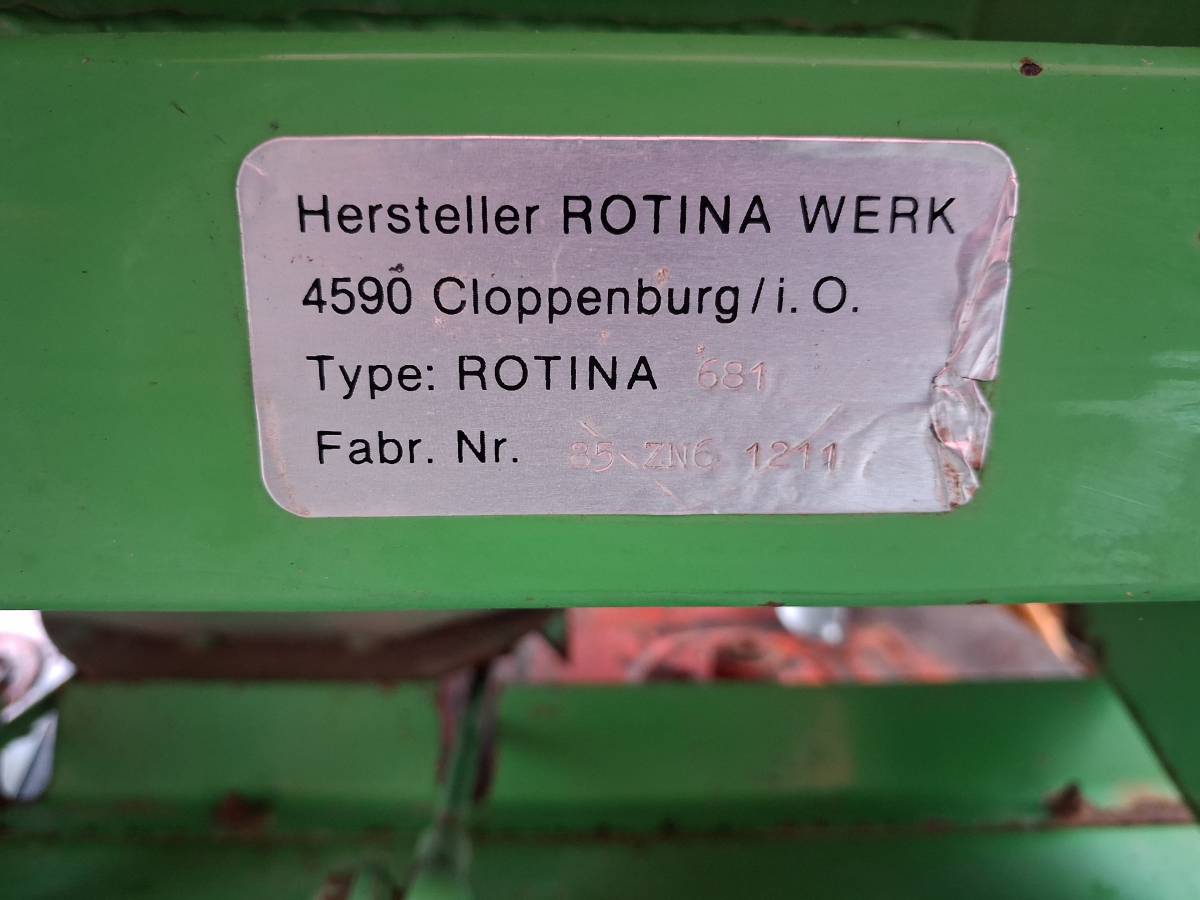 Hersteller ROTINA WERK
4590 Cloppenburg/i. O.
Type: ROTINA 681
Fabr. Nr. 85 ZN6 1211